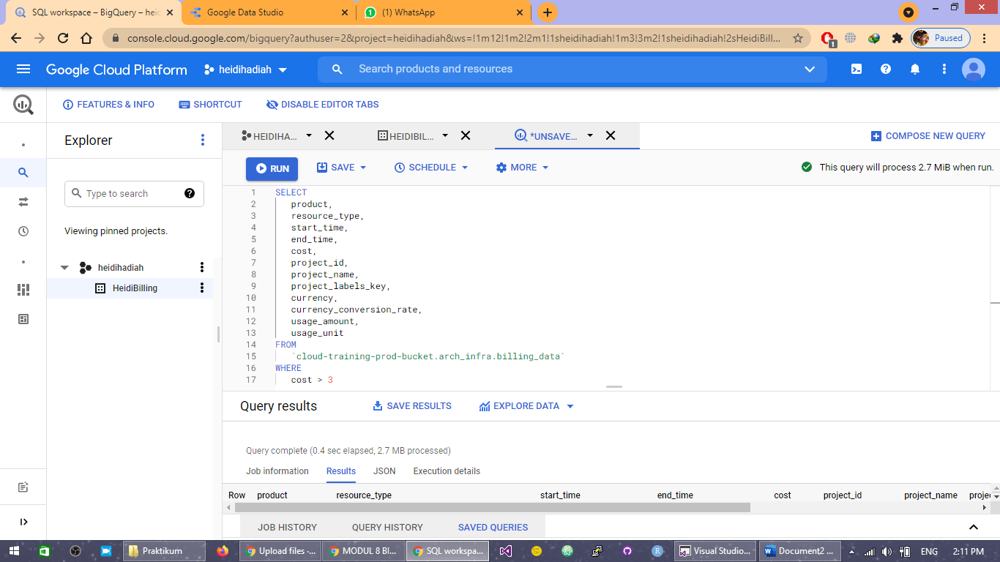 SQL workspace – BigQuery – heid
Google Data Studio
(1) WhatsApp
console.cloud.google.com/bigquery?authuser=2&project=heidihadiah&ws=!1m12!1m2!2m1!1sheidihadiah!1m3!3m2!1sheidihadiah!2sHeidiBill...
1
Paused
Google Cloud Platform
heidihadiah
Search products and resources
FEATURES & INFO
SHORTCUT
DISABLE EDITOR TABS
Explorer
HEIDIHA...
HEIDIBIL...
*UNSAVE...
COMPOSE NEW QUERY
RUN
SAVE
SCHEDULE
MORE
This query will process 2.7 MiB when run.
Type to search
Viewing pinned projects.
heidihadiah
HeidiBilling
1 SELECT
2 product,
3 resource_type,
4 start_time,
5 end_time,
6 cost,
7 project_id,
8 project_name,
9 project_labels_key,
10 currency,
11 currency_conversion_rate,
12 usage_amount,
13 usage_unit
14 FROM
15 `cloud-training-prod-bucket.arch_infra.billing_data`
16 WHERE
17 cost > 3
Query results
SAVE RESULTS
EXPLORE DATA
Query complete (0.4 sec elapsed, 2.7 MB processed)
Job information
Results
JSON
Execution details
Row product resource_type start_time end_time cost project_id project_name projec
JOB HISTORY
QUERY HISTORY
SAVED QUERIES
Praktikum
Upload files -...
MODUL 8 BI...
SQL workspa...
Visual Studio...
Document2 ...
ENG
2:11 PM